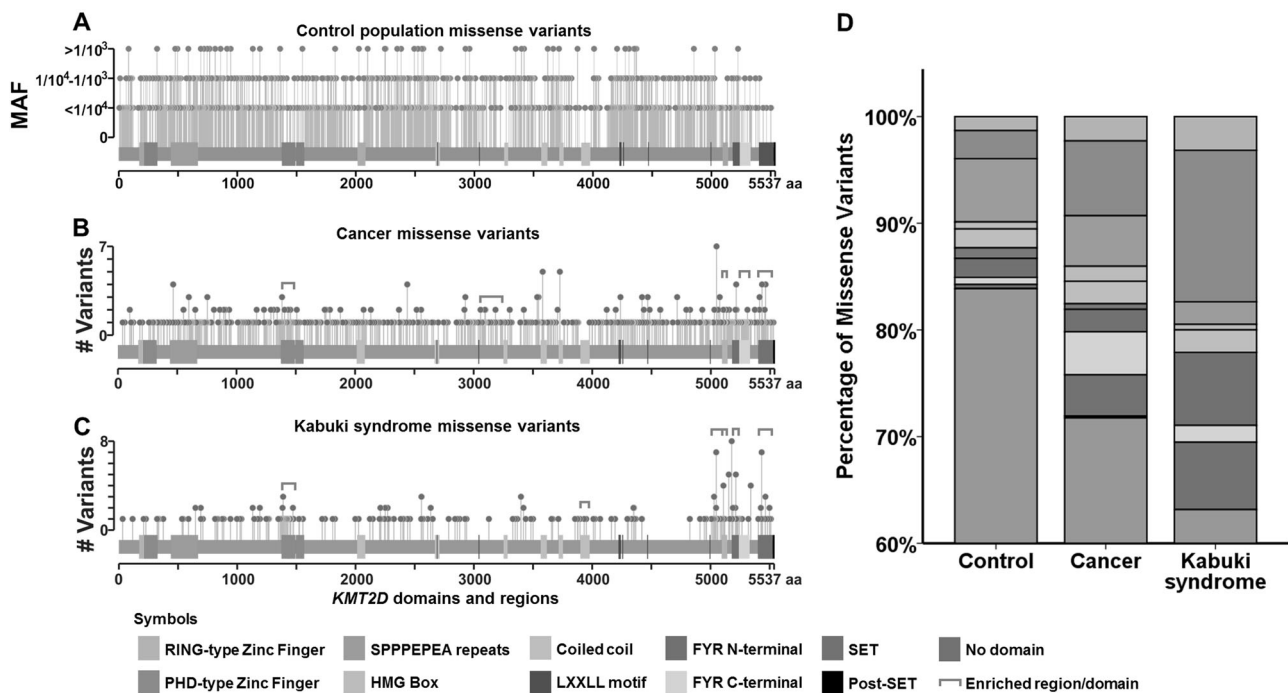 A
Control population missense variants
MAF
>1/10³
1/10⁴-1/10³
<1/10⁴
0
0 1000 2000 3000 4000 5000 5537 aa
B
Cancer missense variants
# Variants
7
0
0 1000 2000 3000 4000 5000 5537 aa
C
Kabuki syndrome missense variants
# Variants
8
0
0 1000 2000 3000 4000 5000 5537 aa
KMT2D domains and regions
D
Percentage of Missense Variants
100%
90%
80%
70%
60%
Control Cancer Kabuki syndrome
Symbols
RING-type Zinc Finger SPPPEPEA repeats Coiled coil FYR N-terminal SET No domain
PHD-type Zinc Finger HMG Box LXXLL motif FYR C-terminal Post-SET Enriched region/domain